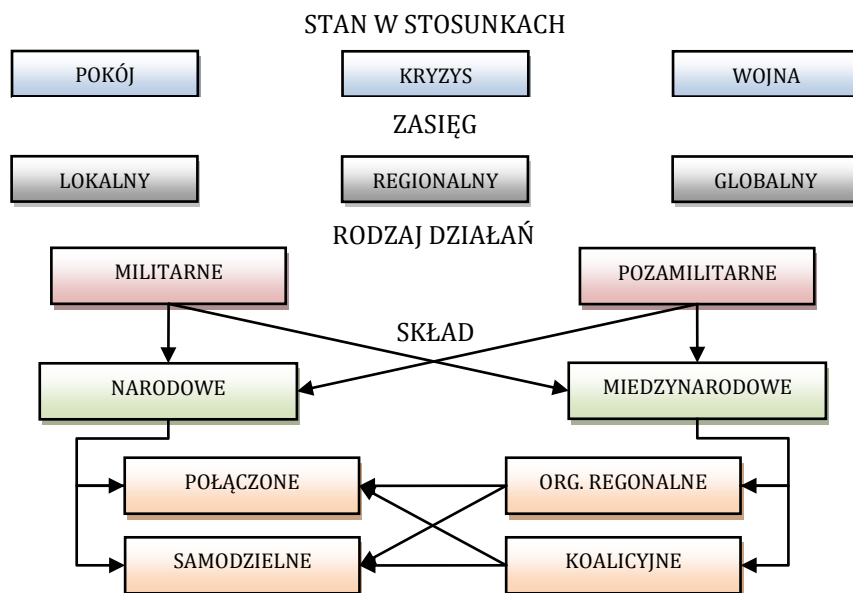 STAN W STOSUNKACH
POKÓJ
KRYZYS
WOJNA
ZASIĘG
LOKALNY
REGIONALNY
GLOBALNY
RODZAJ DZIAŁAŃ
MILITARNE
POZAMILITARNE
SKŁAD
NARODOWE
MIEDZYNARODOWE
POŁĄCZONE
ORG. REGONALNE
SAMODZIELNE
KOALICYJNE